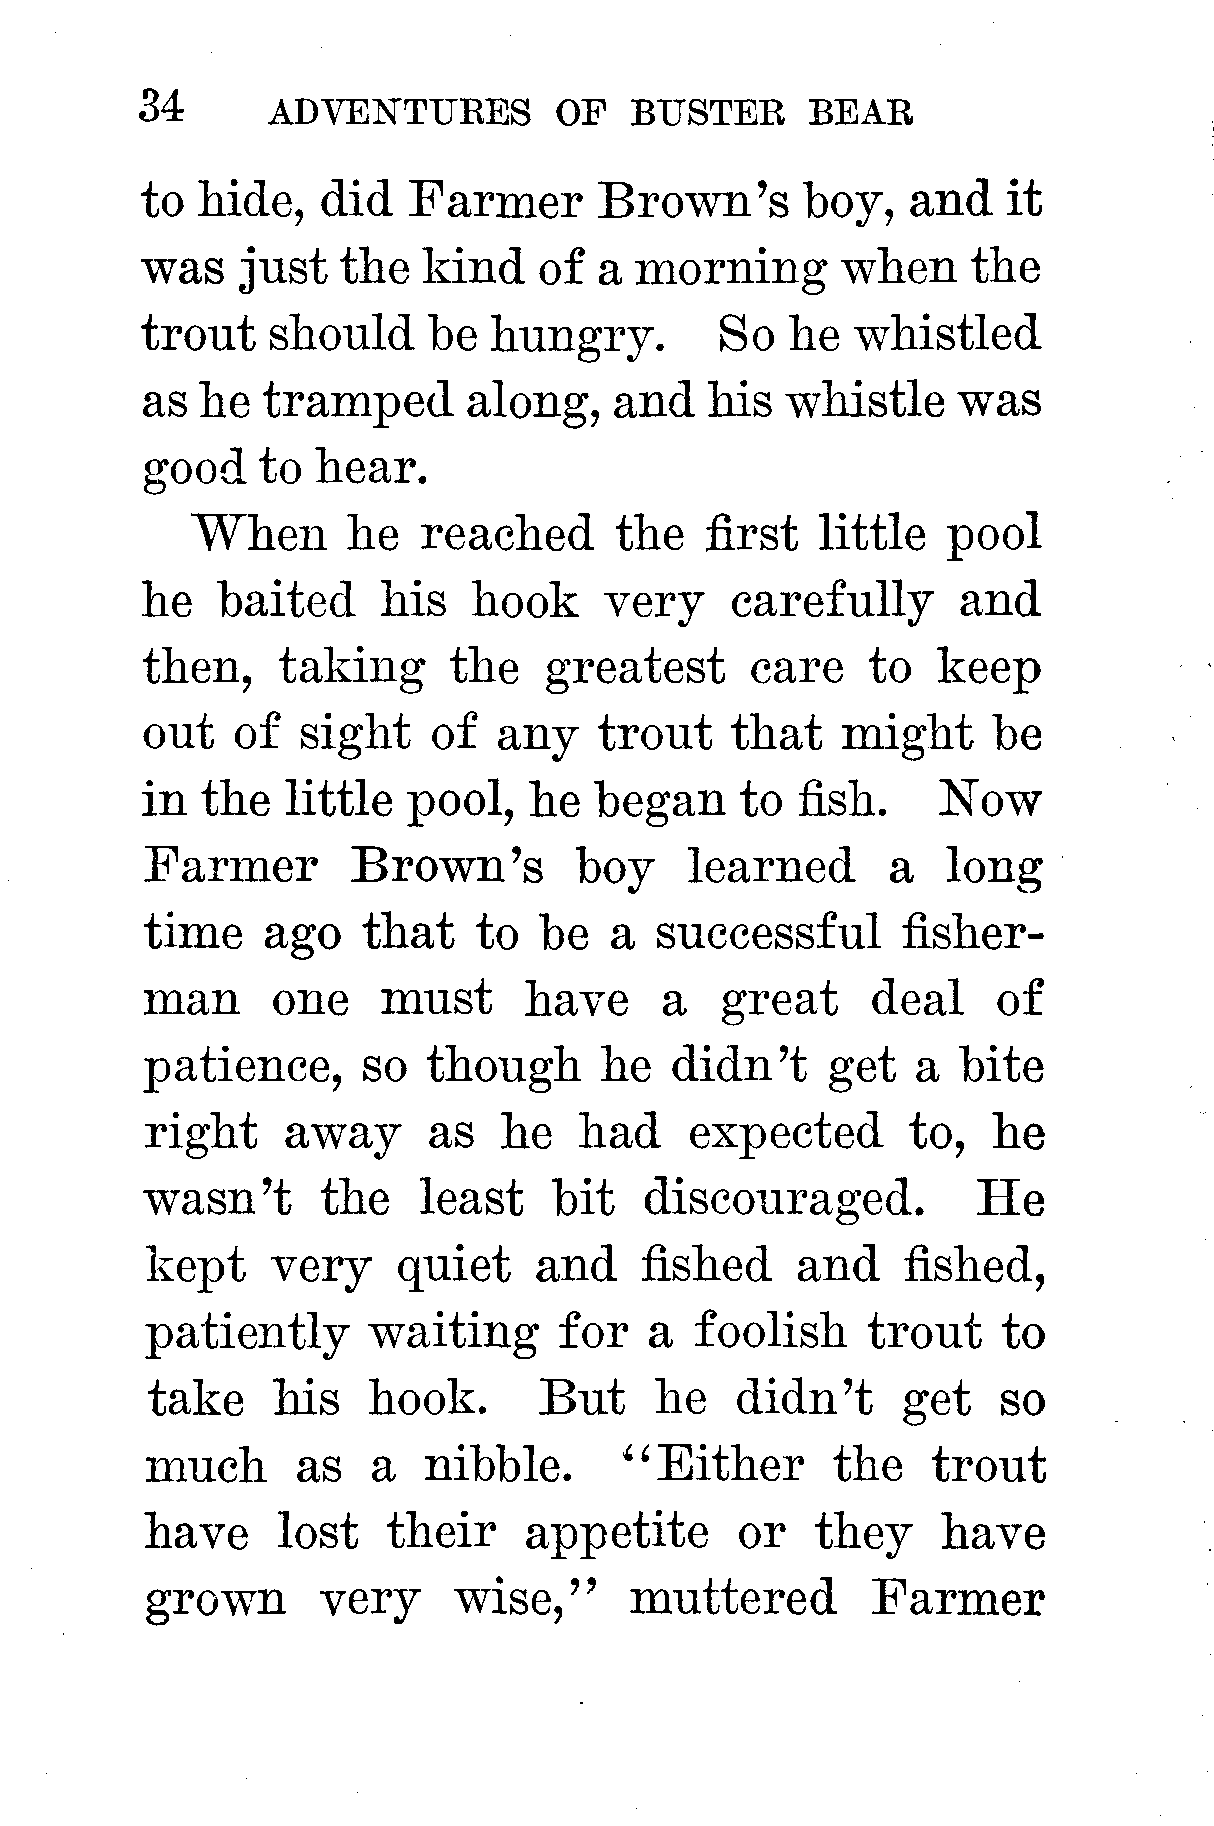 34 ADVENTURES OF BUSTER BEAR
to hide, did Farmer Brown's boy, and it
was just the kind of a morning when the
trout should be hungry. So he whistled
as he tramped along, and his whistle was
good to hear.
When he reached the first little pool
he baited his hook very carefully and
then, taking the greatest care to keep
out of sight of any trout that might be
in the little pool, he began to fish. Now
Farmer Brown's boy learned a long
time ago that to be a successful fisher-
man one must have a great deal of
patience, so though he didn't get a bite
right away as he had expected to, he
wasn't the least bit discouraged. He
kept very quiet and fished and fished,
patiently waiting for a foolish trout to
take his hook. But he didn't get so
much as a nibble. “Either the trout
have lost their appetite or they have
grown very wise,” muttered Farmer